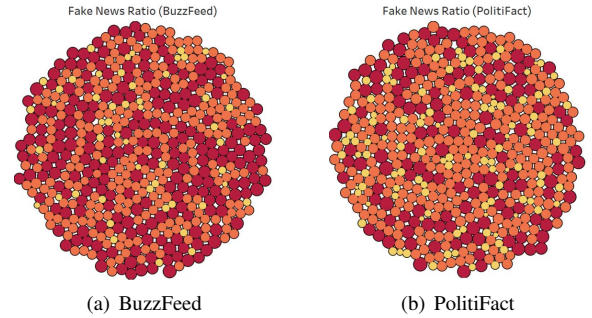 Fake News Ratio (BuzzFeed)
Fake News Ratio (PolitiFact)
(a) BuzzFeed
(b) PolitiFact